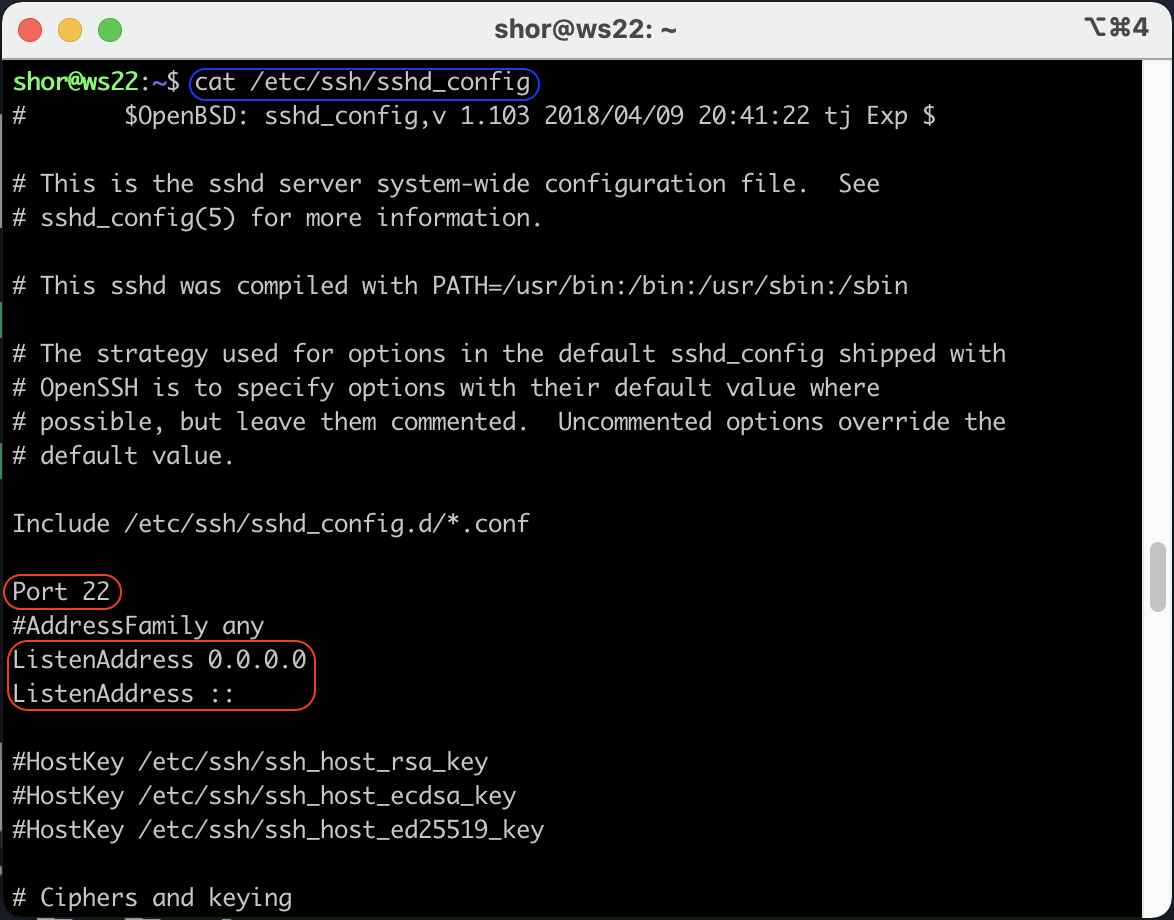 shor@ws22: ~
⌥⌘4
shor@ws22:~$ cat /etc/ssh/sshd_config
#       $OpenBSD: sshd_config,v 1.103 2018/04/09 20:41:22 tj Exp $
# This is the sshd server system-wide configuration file.  See
# sshd_config(5) for more information.
# This sshd was compiled with PATH=/usr/bin:/bin:/usr/sbin:/sbin
# The strategy used for options in the default sshd_config shipped with
# OpenSSH is to specify options with their default value where
# possible, but leave them commented.  Uncommented options override the
# default value.
Include /etc/ssh/sshd_config.d/*.conf
Port 22
#AddressFamily any
ListenAddress 0.0.0.0
ListenAddress ::
#HostKey /etc/ssh/ssh_host_rsa_key
#HostKey /etc/ssh/ssh_host_ecdsa_key
#HostKey /etc/ssh/ssh_host_ed25519_key
# Ciphers and keying